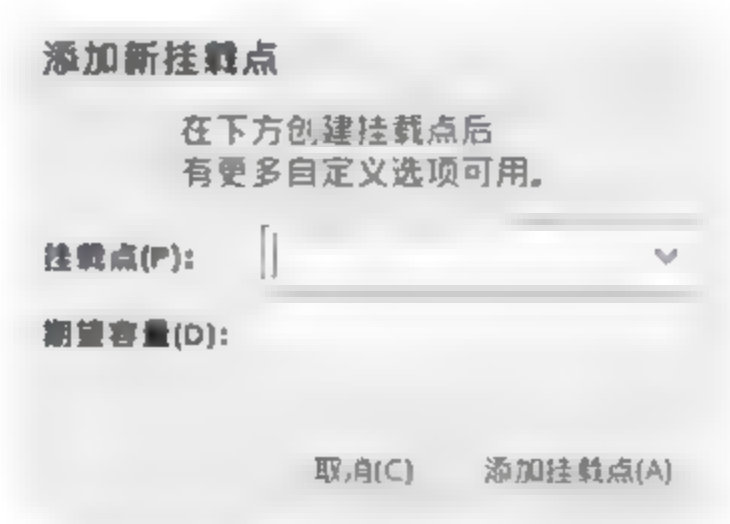 添加新挂载点
在下方创建挂载点后
有更多自定义选项可用。
挂载点(P):
期望容量(D):
取消(C) 添加挂载点(A)